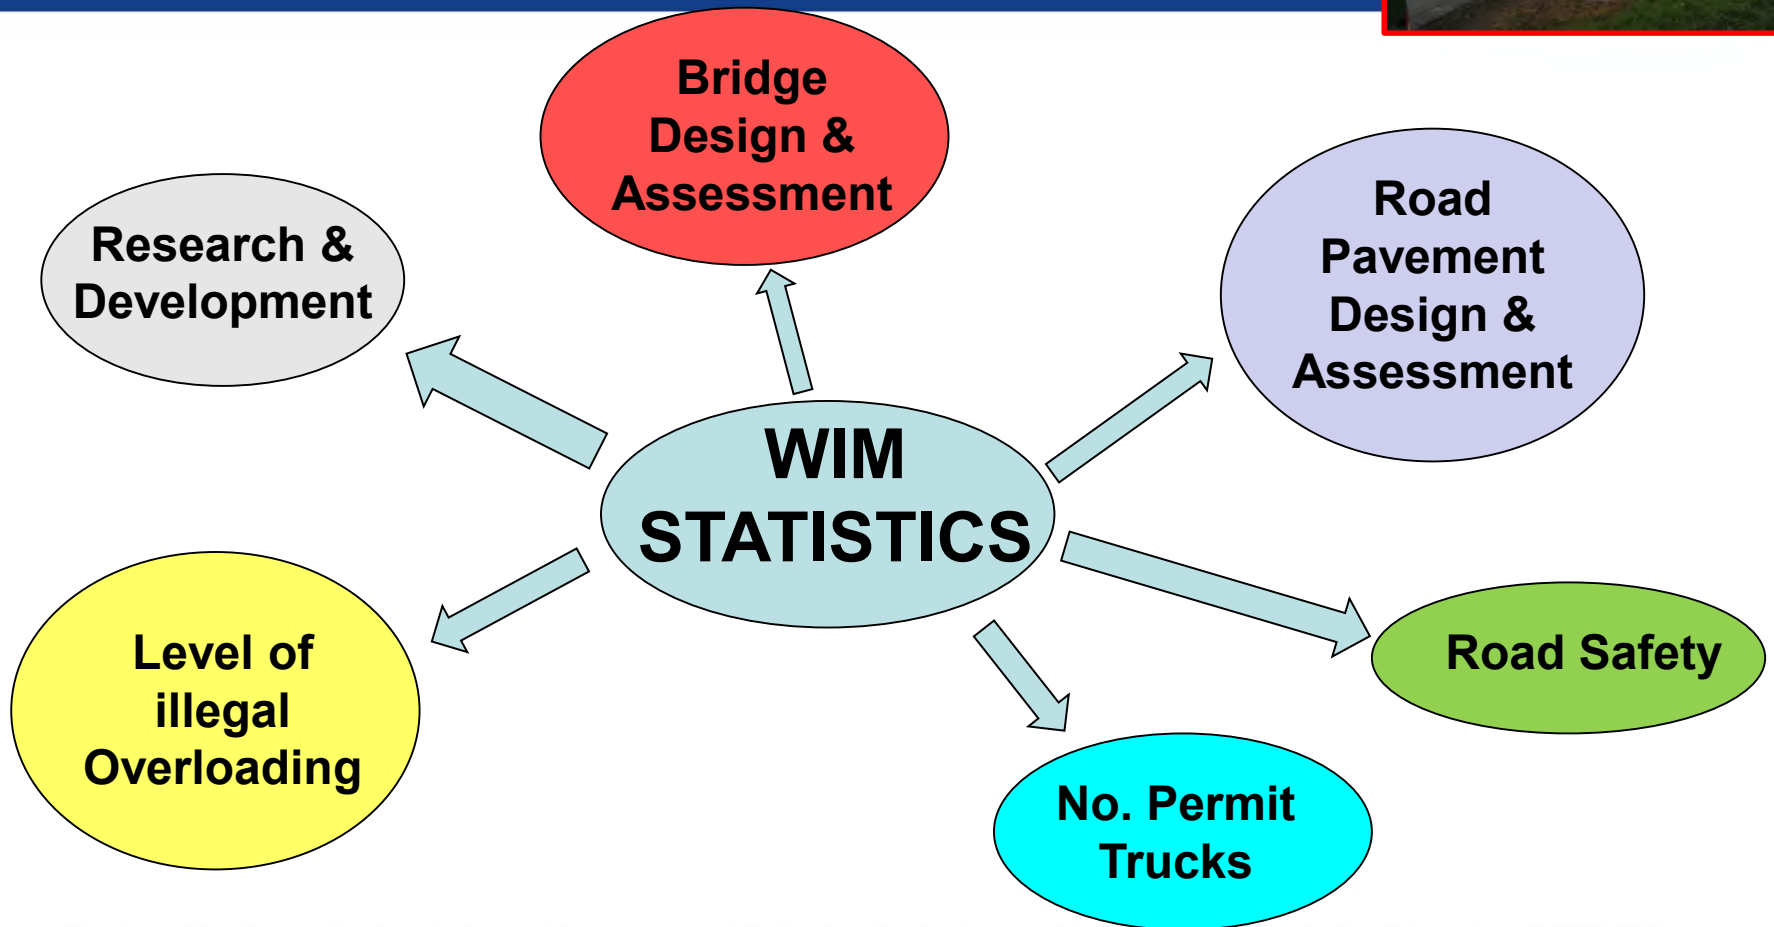 Bridge
Design &
Assessment
Road
Pavement
Design &
Assessment
Research &
Development
WIM
STATISTICS
Level of
illegal
Overloading
Road Safety
No. Permit
Trucks